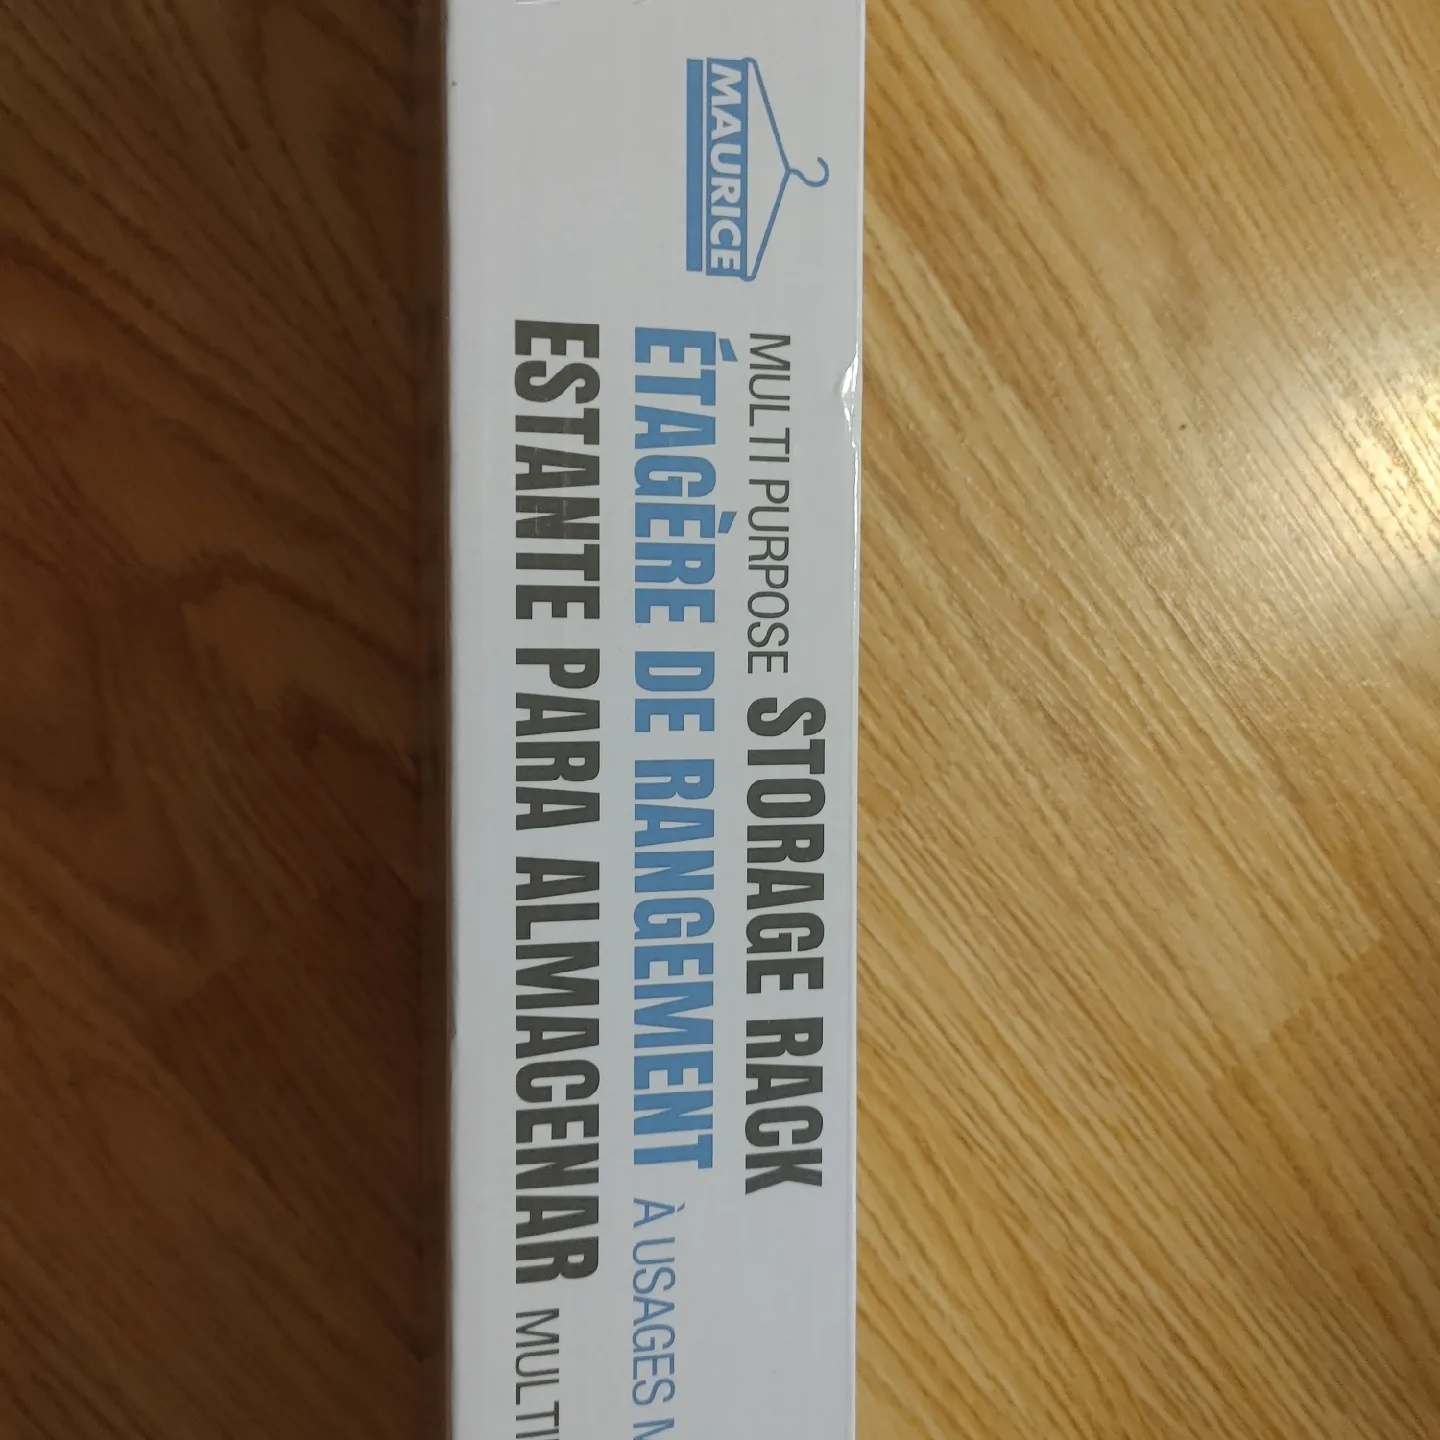 MAURICE
MULTI PURPOSE STORAGE RACK
ÉTAGÈRE DE RANGEMENT À USAGES
ESTANTE PARA ALMACENAR